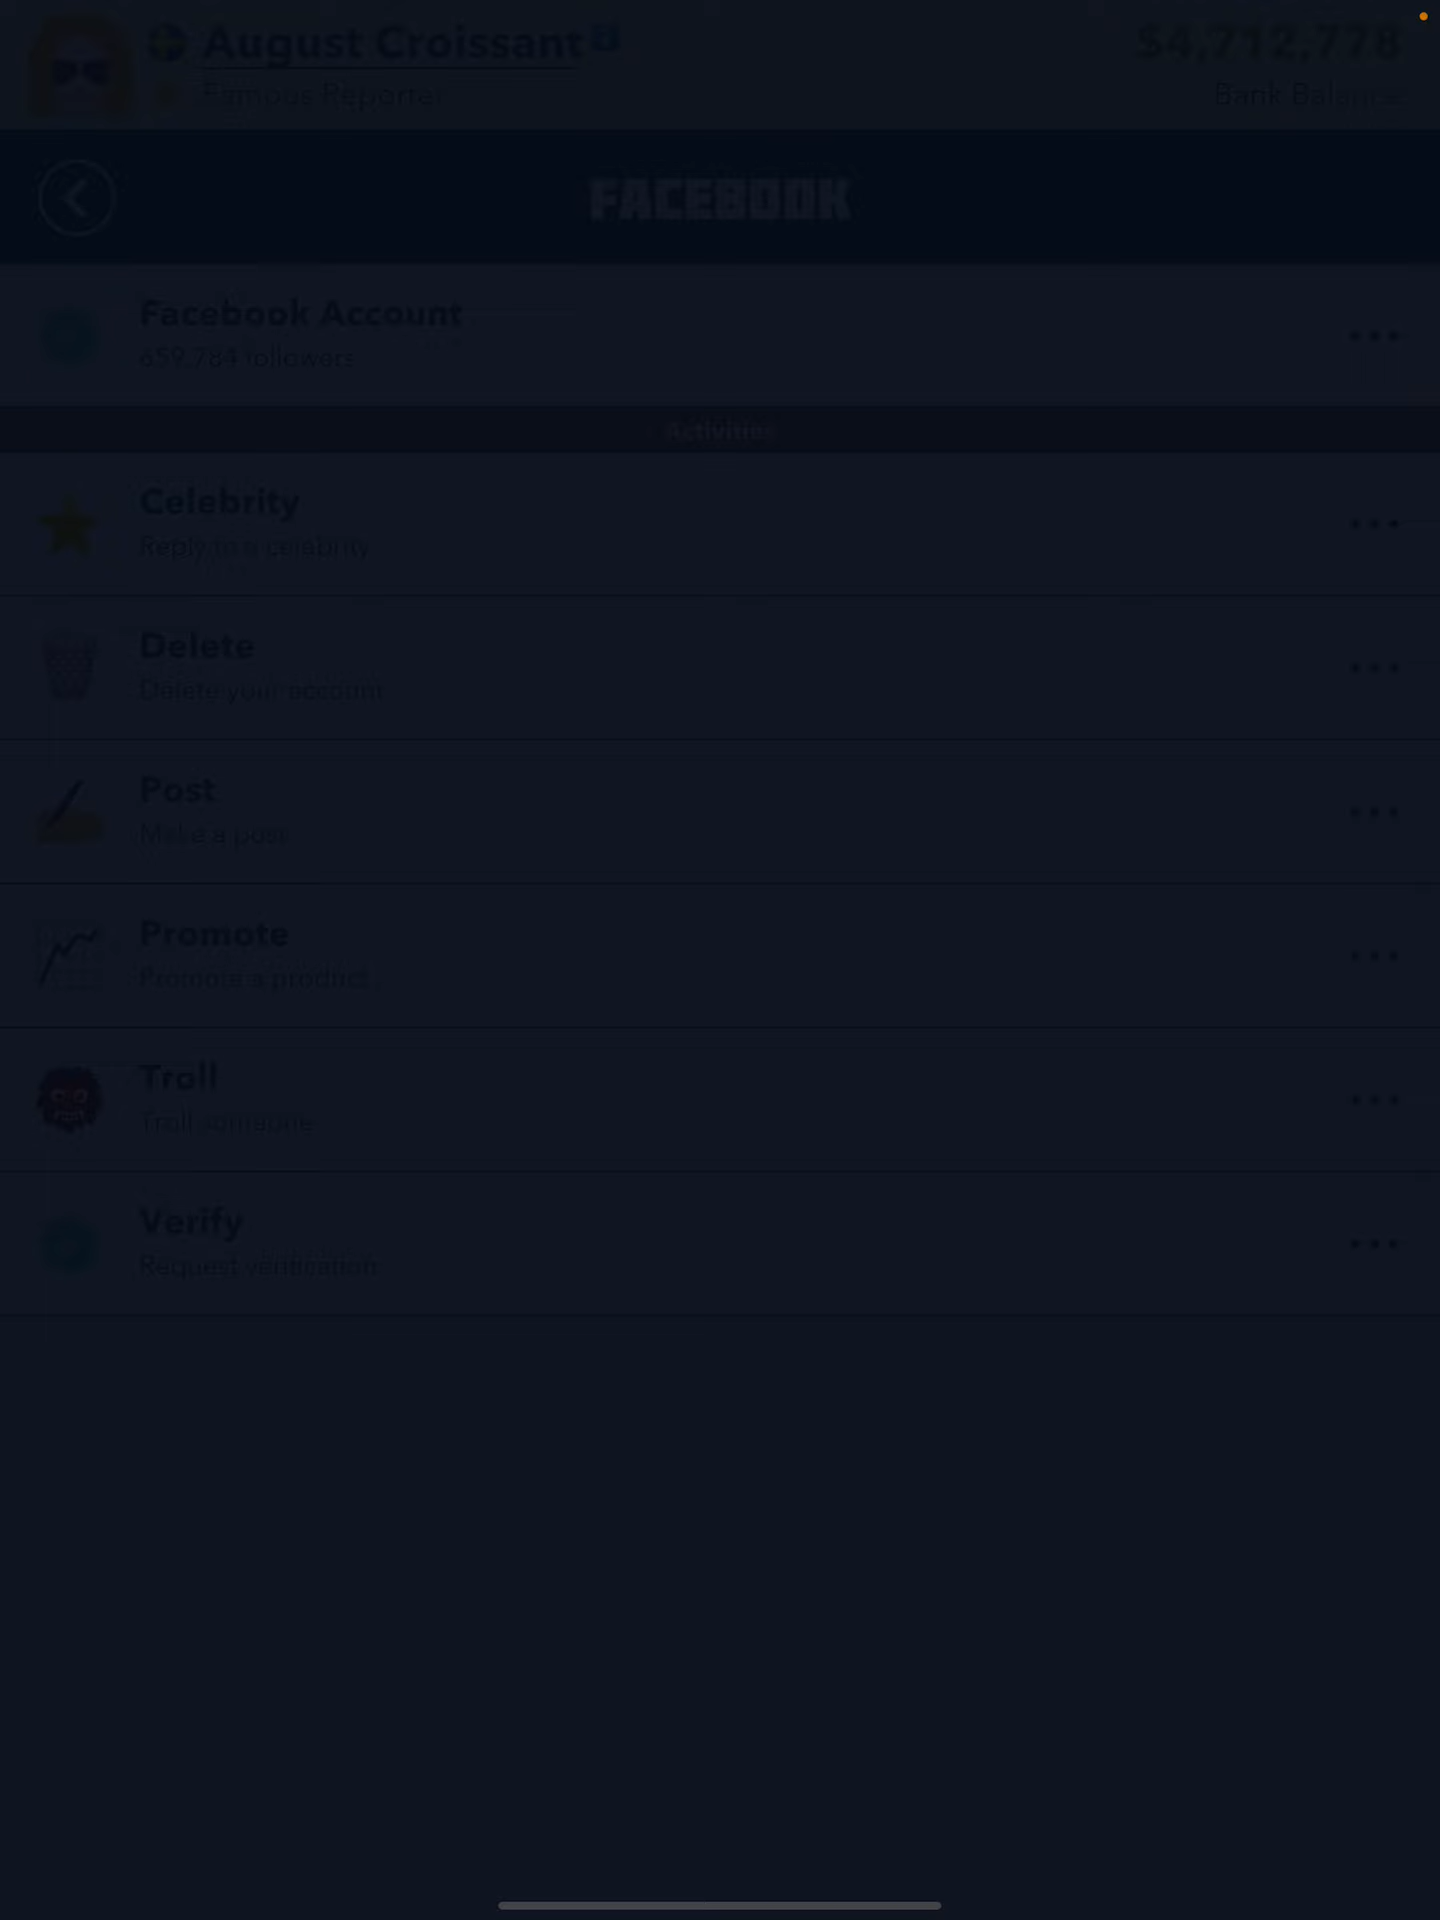 August Croissant
$4,712,778
Famous Reporter
Bank Balance
FACEBOOK
Facebook Account
659,784 followers
Activities
Celebrity
Reply to a celebrity
Delete
Delete your account
Post
Make a post
Promote
Promote a product
Troll
Troll someone
Verify
Request verification